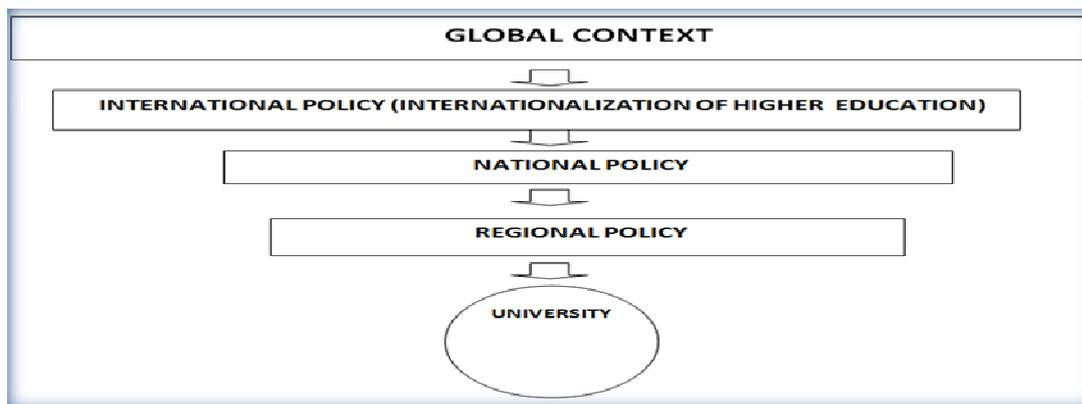 GLOBAL CONTEXT
INTERNATIONAL POLICY (INTERNATIONALIZATION OF HIGHER EDUCATION)
NATIONAL POLICY
REGIONAL POLICY
UNIVERSITY